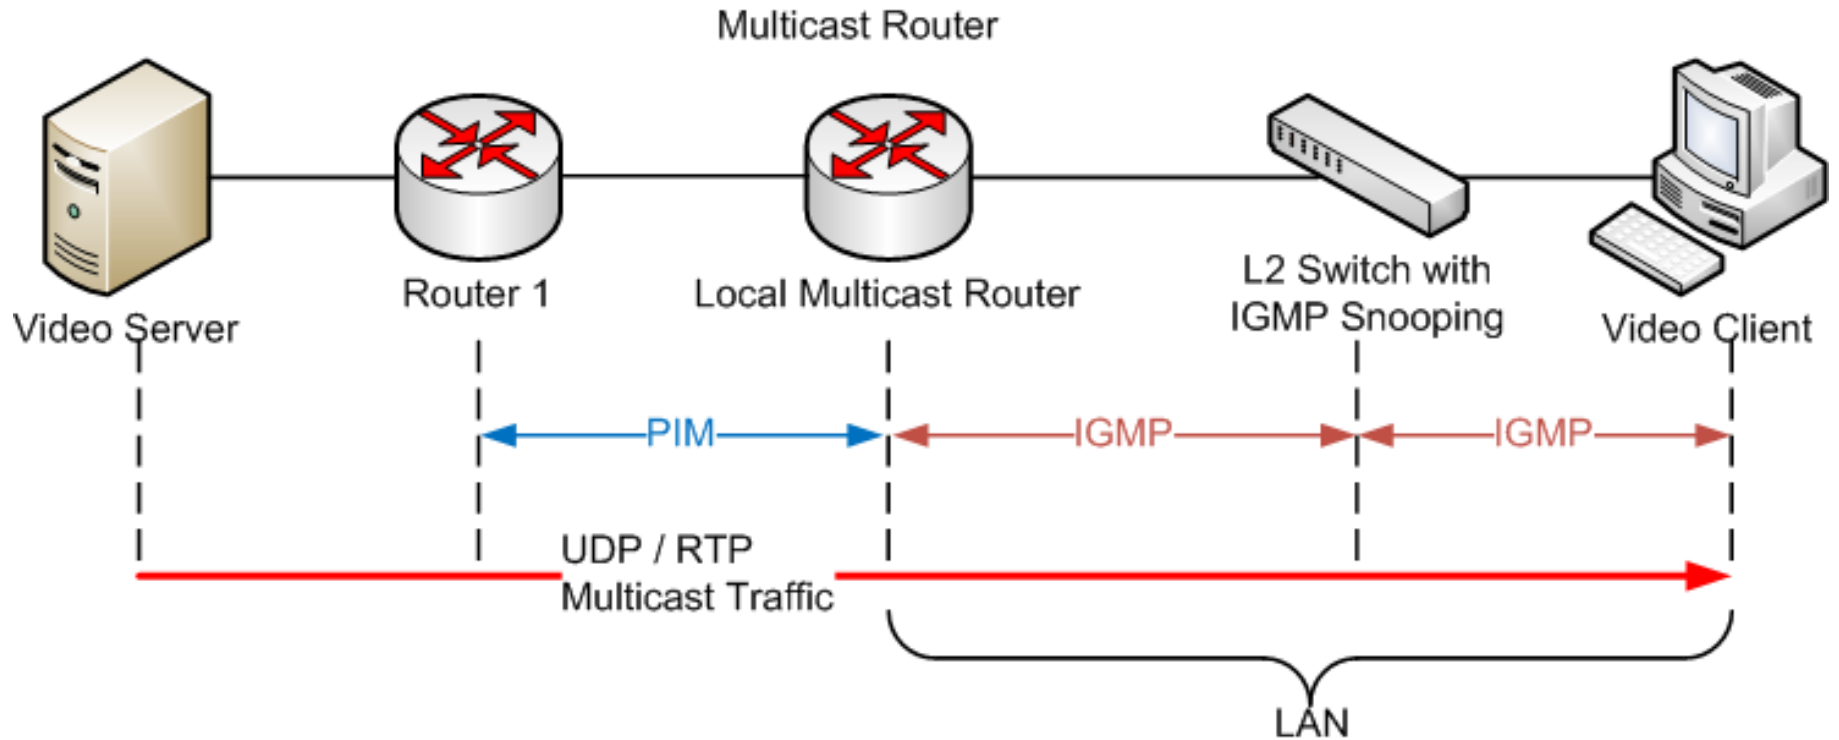 Multicast Router
Router 1
Local Multicast Router
L2 Switch with
IGMP Snooping
Video Server
Video Client
PIM
IGMP
IGMP
UDP / RTP
Multicast Traffic
LAN